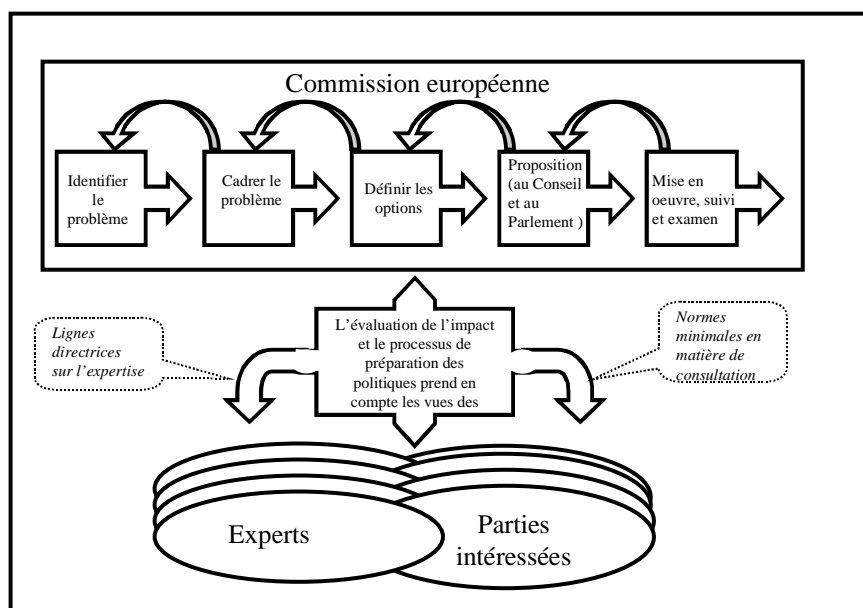 Commission européenne
Identifier
le
problème
Cadrer le
problème
Définir les
options
Proposition
(au Conseil
et au
Parlement )
Mise en
oeuvre, suivi
et examen
Lignes
directrices
sur l’expertise
L’évaluation de l’impact
et le processus de
préparation des
politiques prend en
compte les vues des
Normes
minimales en
matière de
consultation
Experts
Parties
intéressées